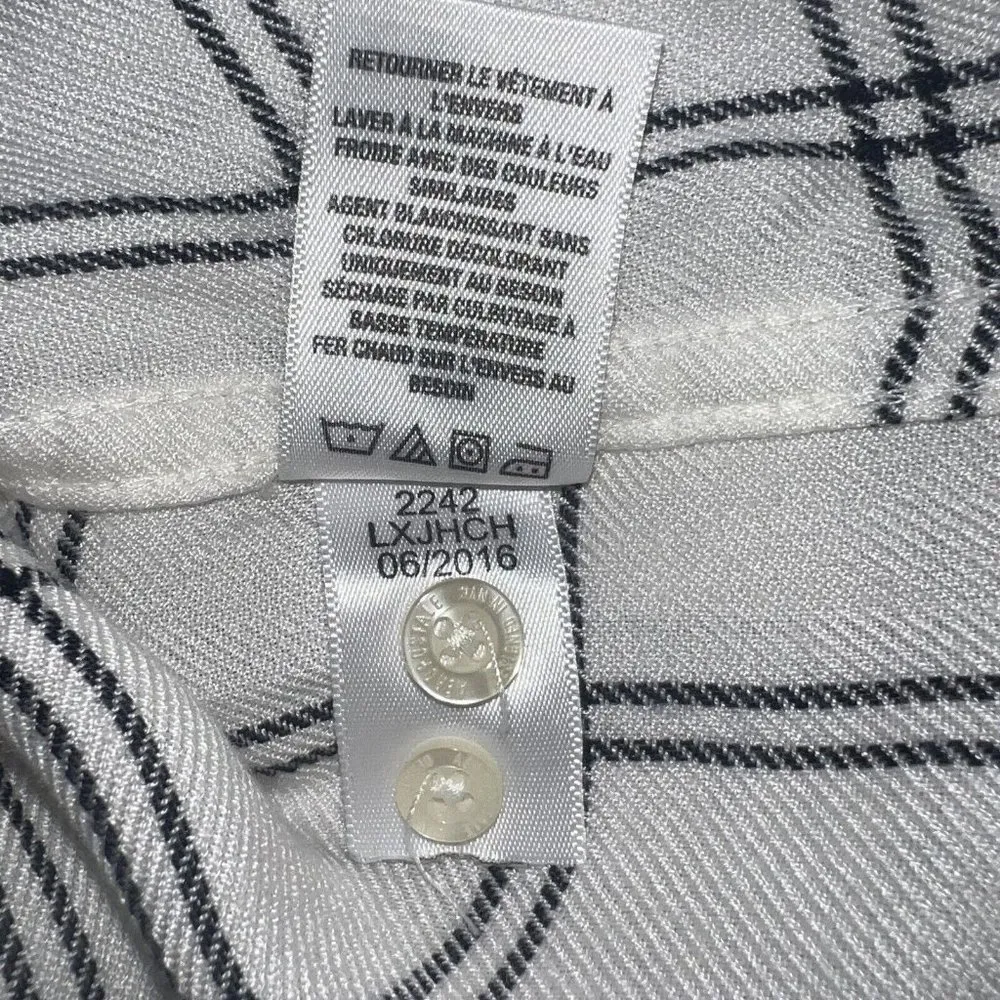 RETOURNER LE VÊTEMENT À
L'ENVERS
LAVER À LA MACHINE À L'EAU
FROIDE AVEC DES COULEURS
SIMILAIRES
AGENT BLANCHISSANT SANS
CHLORURE DÉCOLORANT
UNIQUEMENT AU BESOIN
SÉCHAGE PAR CULBUTAGE À
BASSE TEMPÉRATURE
FER CHAUD SUR L'ENVERS AU
BESOIN
2242
LXJHCH
06/2016